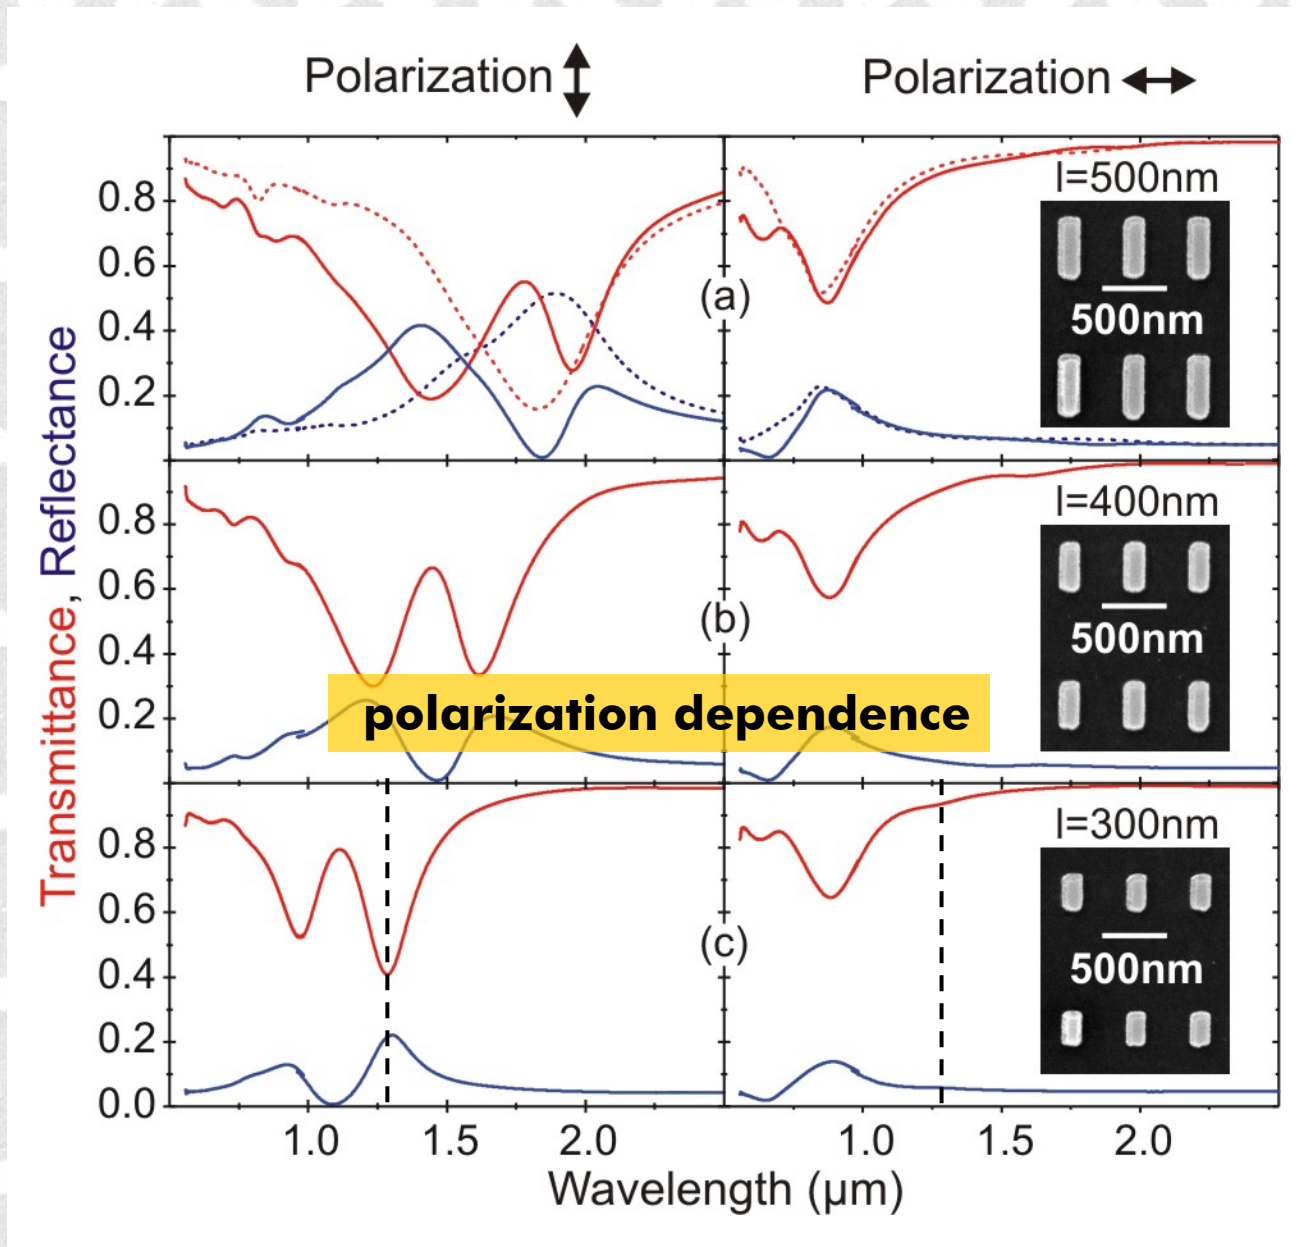 Polarization
Polarization
Transmittance, Reflectance
0.8
0.6
0.4
0.2
(a)
l=500nm
500nm
0.8
0.6
0.4
0.2
(b)
l=400nm
500nm
polarization dependence
0.8
0.6
0.4
0.2
0.0
(c)
l=300nm
500nm
1.0 1.5 2.0
1.0 1.5 2.0
Wavelength (µm)